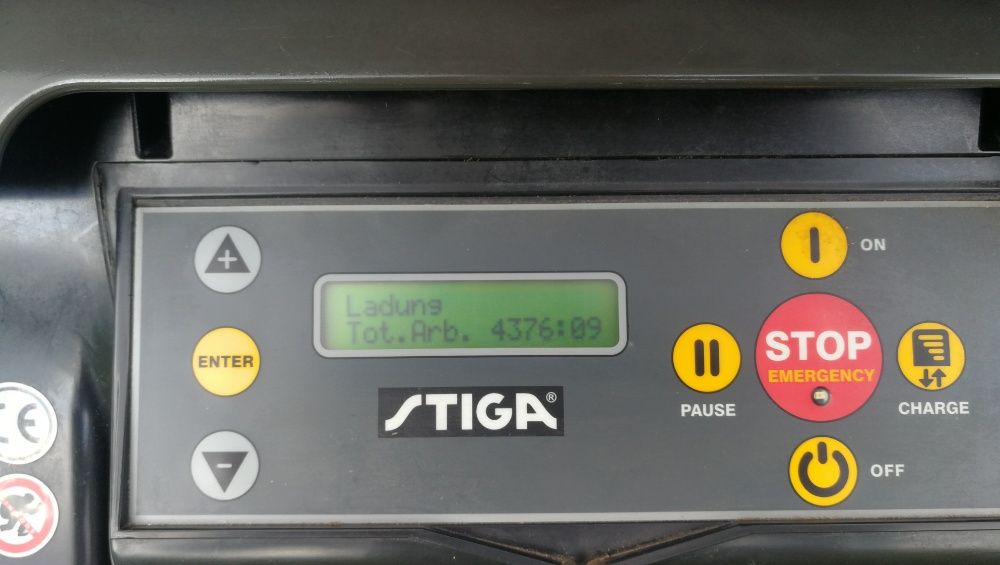 +
ENTER
-
Ladung
Tot.Arb. 4376:09
STIGA®
ON
STOP
EMERGENCY
PAUSE
CHARGE
OFF
CE